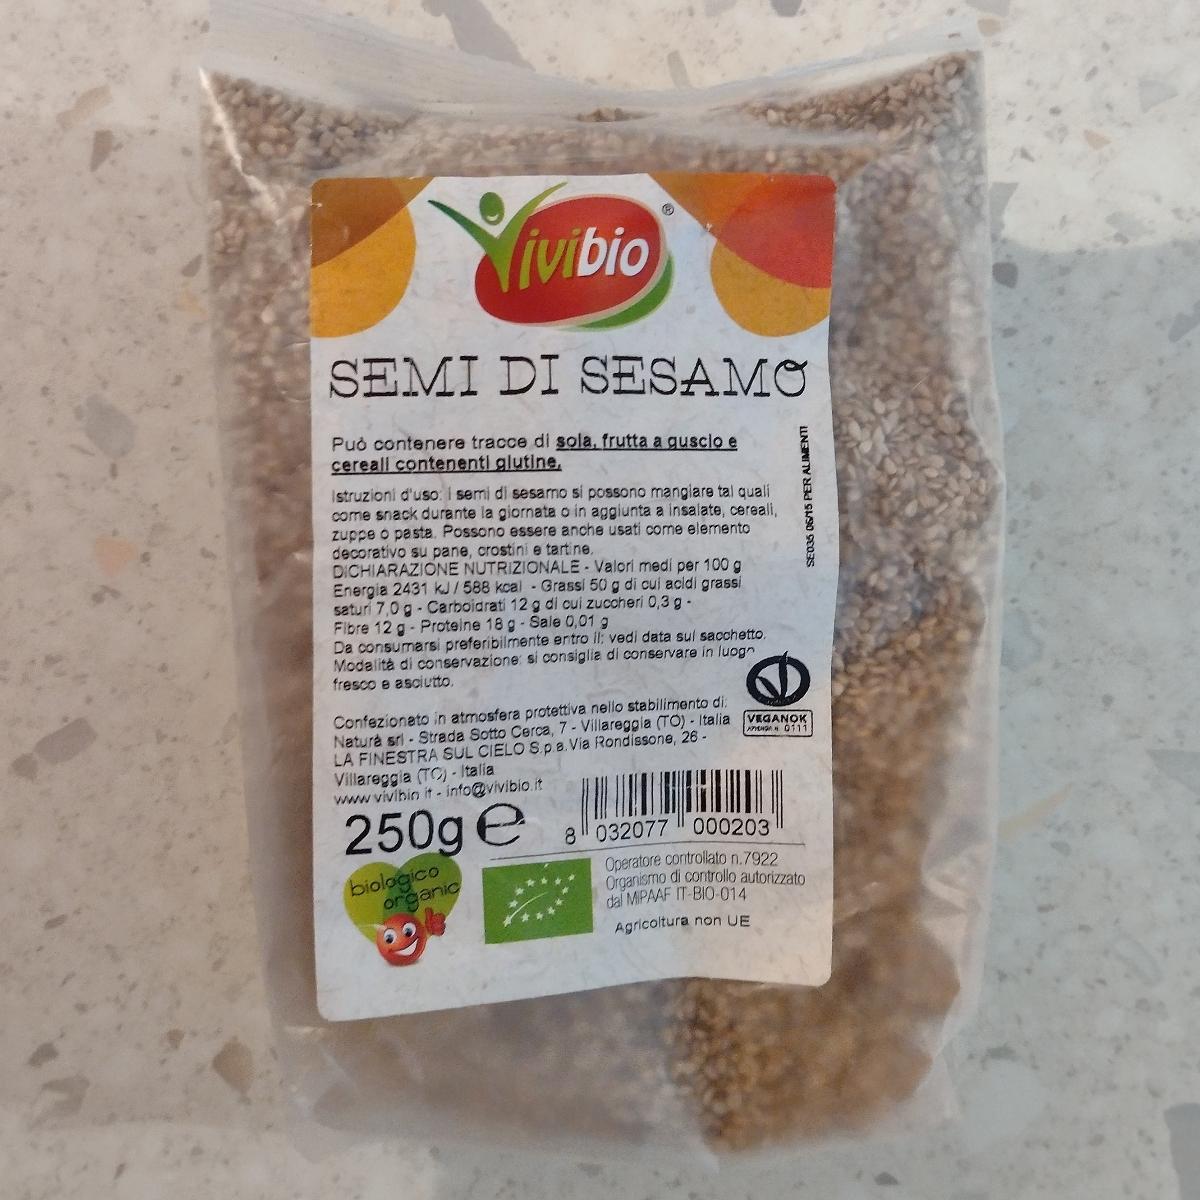 Vivibio®
SEMI DI SESAMO
Può contenere tracce di soia, frutta a guscio e
cereali contenenti glutine.
Istruzioni d'uso: i semi di sesamo si possono mangiare tal quali
come snack durante la giornata o in aggiunta a insalate, cereali,
zuppe o pasta. Possono essere anche usati come elemento
decorativo su pane, crostini e tartine.
DICHIARAZIONE NUTRIZIONALE - Valori medi per 100 g
Energia 2431 kJ / 588 kcal - Grassi 50 g di cui acidi grassi
saturi 7,0 g - Carboidrati 12 g di cui zuccheri 0,3 g -
Fibre 12 g - Proteine 18 g - Sale 0,01 g
Da consumarsi preferibilmente entro il: vedi data sul sacchetto.
Modalità di conservazione: si consiglia di conservare in luogo
fresco e asciutto.
SE035 06/15 PER ALIMENTI
VEGANOK
AZIENDA N. 0111
Confezionato in atmosfera protettiva nello stabilimento di:
Naturà srl - Strada Sotto Cerca, 7 - Villareggia (TO) - Italia
LA FINESTRA SUL CIELO S.p.a. Via Rondissone, 26 -
Villareggia (TO) - Italia
www.vivibio.it - info@vivibio.it
250g e
8 032077 000203
biologico
organic
Operatore controllato n.7922
Organismo di controllo autorizzato
dal MIPAAF IT-BIO-014
Agricoltura non UE